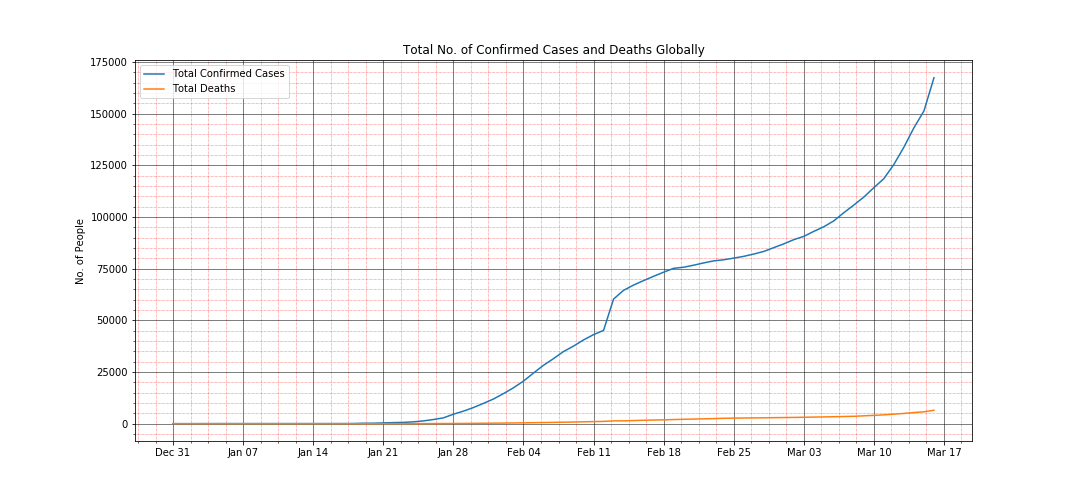 Total No. of Confirmed Cases and Deaths Globally
Total Confirmed Cases
Total Deaths
No. of People
175000
150000
125000
100000
75000
50000
25000
0
Dec 31 Jan 07 Jan 14 Jan 21 Jan 28 Feb 04 Feb 11 Feb 18 Feb 25 Mar 03 Mar 10 Mar 17